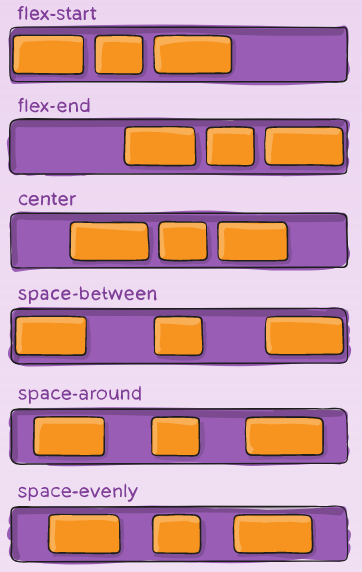 flex-start
flex-end
center
space-between
space-around
space-evenly